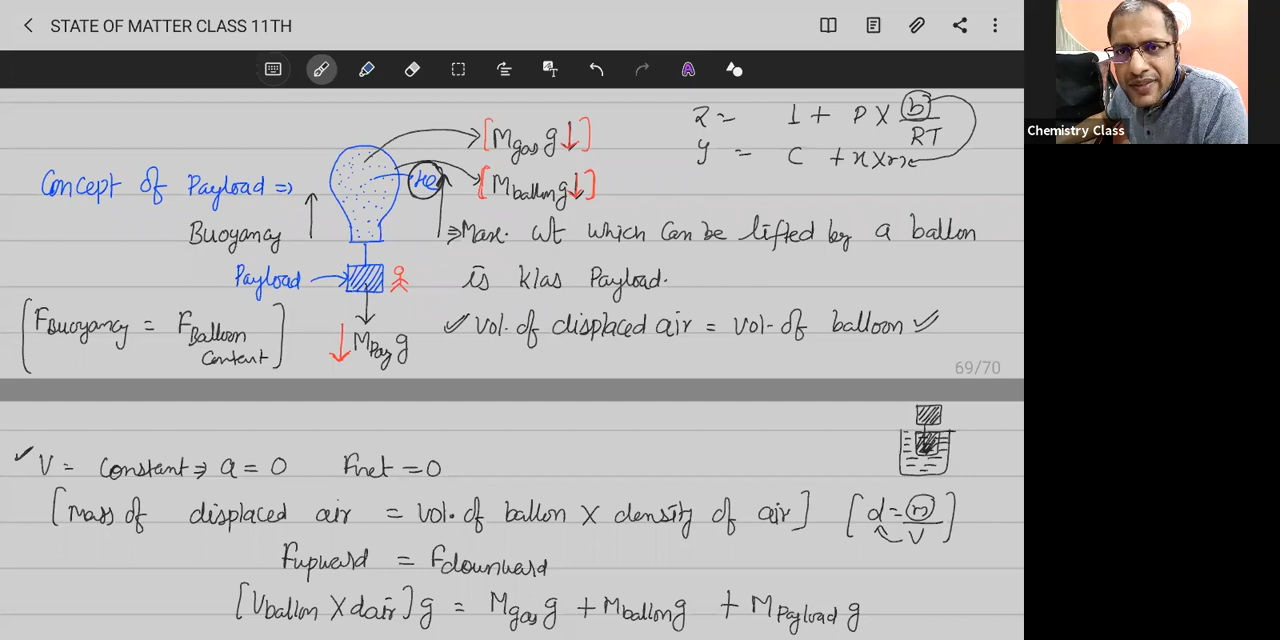 STATE OF MATTER CLASS 11TH
Chemistry Class
Z = 1 + P X b
RT
y = C + x X m
[Mgas g ↓]
[Mballon g ↓]
He
Concept of Payload =>
Buoyancy ↑
Max. wt which can be lifted by a ballon
is k/as Payload.
Payload →
[FBuoyancy = FBalloon Content]
↓ MPay g
✓ Vol. of displaced air = vol. of balloon ✓
69/70
✓ V = Constant ⇒ a = 0 Fnet = 0
[Mass of displaced air = vol. of ballon X density of air] [d = m/V]
Fupward = Fdownward
[Vballon X dair] g = Mgas g + Mballon g + MPayload g